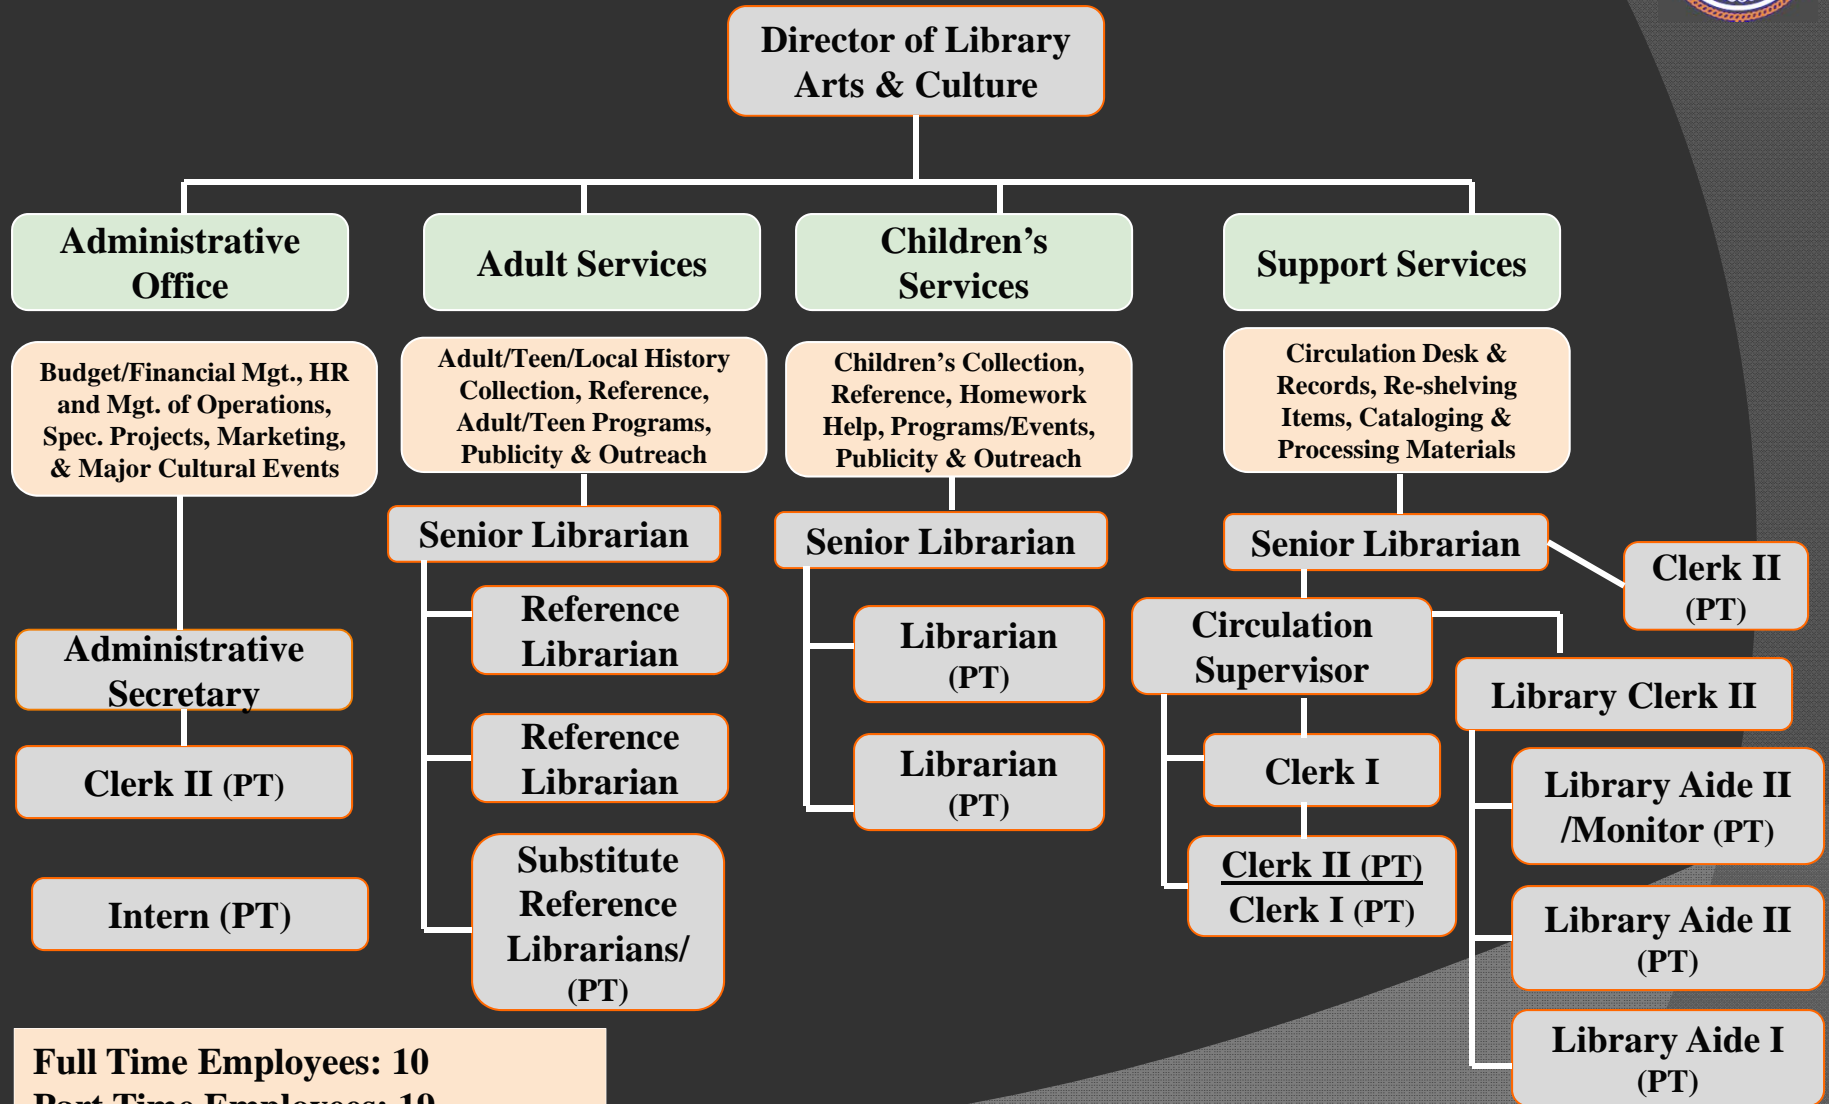 Director of Library
Arts & Culture
Administrative
Office
Adult Services
Children’s
Services
Support Services
Budget/Financial Mgt., HR
and Mgt. of Operations,
Spec. Projects, Marketing,
& Major Cultural Events
Adult/Teen/Local History
Collection, Reference,
Adult/Teen Programs,
Publicity & Outreach
Children’s Collection,
Reference, Homework
Help, Programs/Events,
Publicity & Outreach
Circulation Desk &
Records, Re-shelving
Items, Cataloging &
Processing Materials
Administrative
Secretary
Clerk II (PT)
Intern (PT)
Senior Librarian
Reference
Librarian
Reference
Librarian
Substitute
Reference
Librarians/
(PT)
Senior Librarian
Librarian
(PT)
Librarian
(PT)
Senior Librarian
Clerk II
(PT)
Circulation
Supervisor
Clerk I
Clerk II (PT)
Clerk I (PT)
Library Clerk II
Library Aide II
/Monitor (PT)
Library Aide II
(PT)
Library Aide I
(PT)
Full Time Employees: 10
Part Time Employees: 19